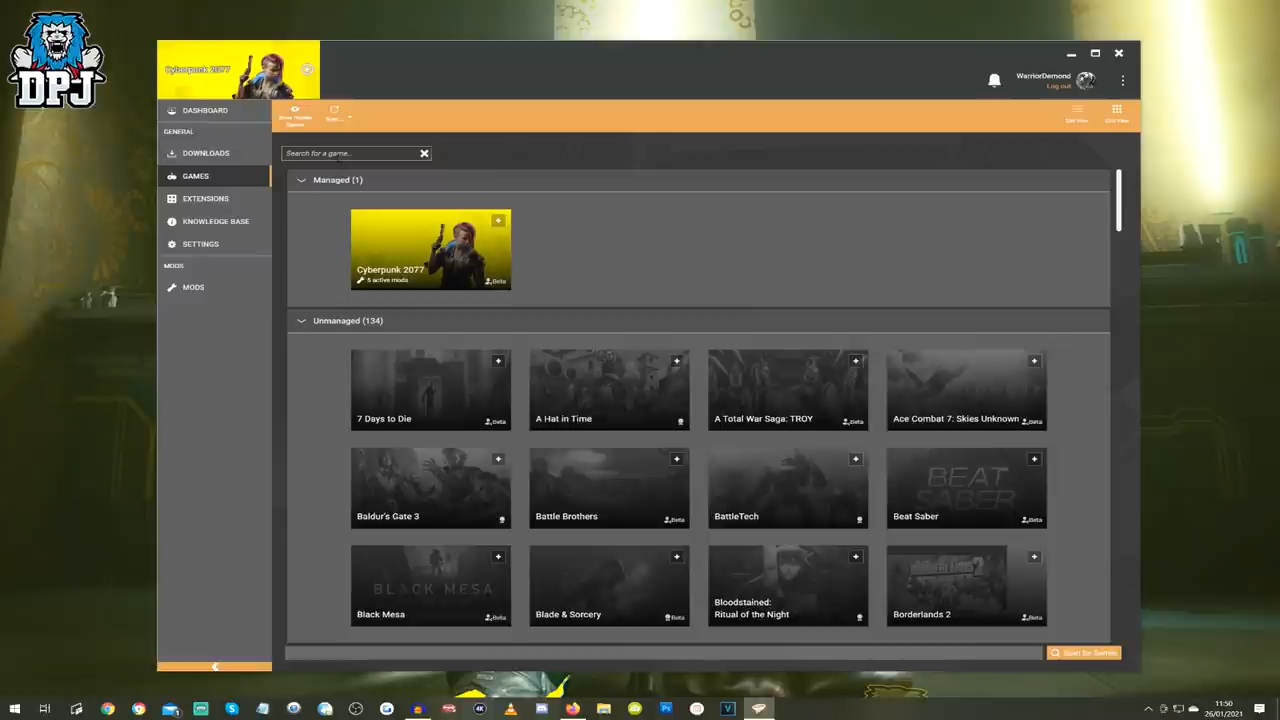 DPJ
Cyberpunk 2077
WarriorDemond
Log out
DASHBOARD
GENERAL
DOWNLOADS
GAMES
EXTENSIONS
KNOWLEDGE BASE
SETTINGS
MODS
MODS
Search for a game...
Managed (1)
Cyberpunk 2077
5 active mods
Beta
Unmanaged (134)
7 Days to Die
Beta
A Hat in Time
A Total War Saga: TROY
Beta
Ace Combat 7: Skies Unknown
Beta
Baldur's Gate 3
Battle Brothers
Beta
BattleTech
BEAT
SABER
Beat Saber
Beta
BLACK MESA
Black Mesa
Beta
Blade & Sorcery
Beta
Bloodstained:
Ritual of the Night
Borderlands 2
Beta
Scan for Games
4K
11:50
26/01/2021